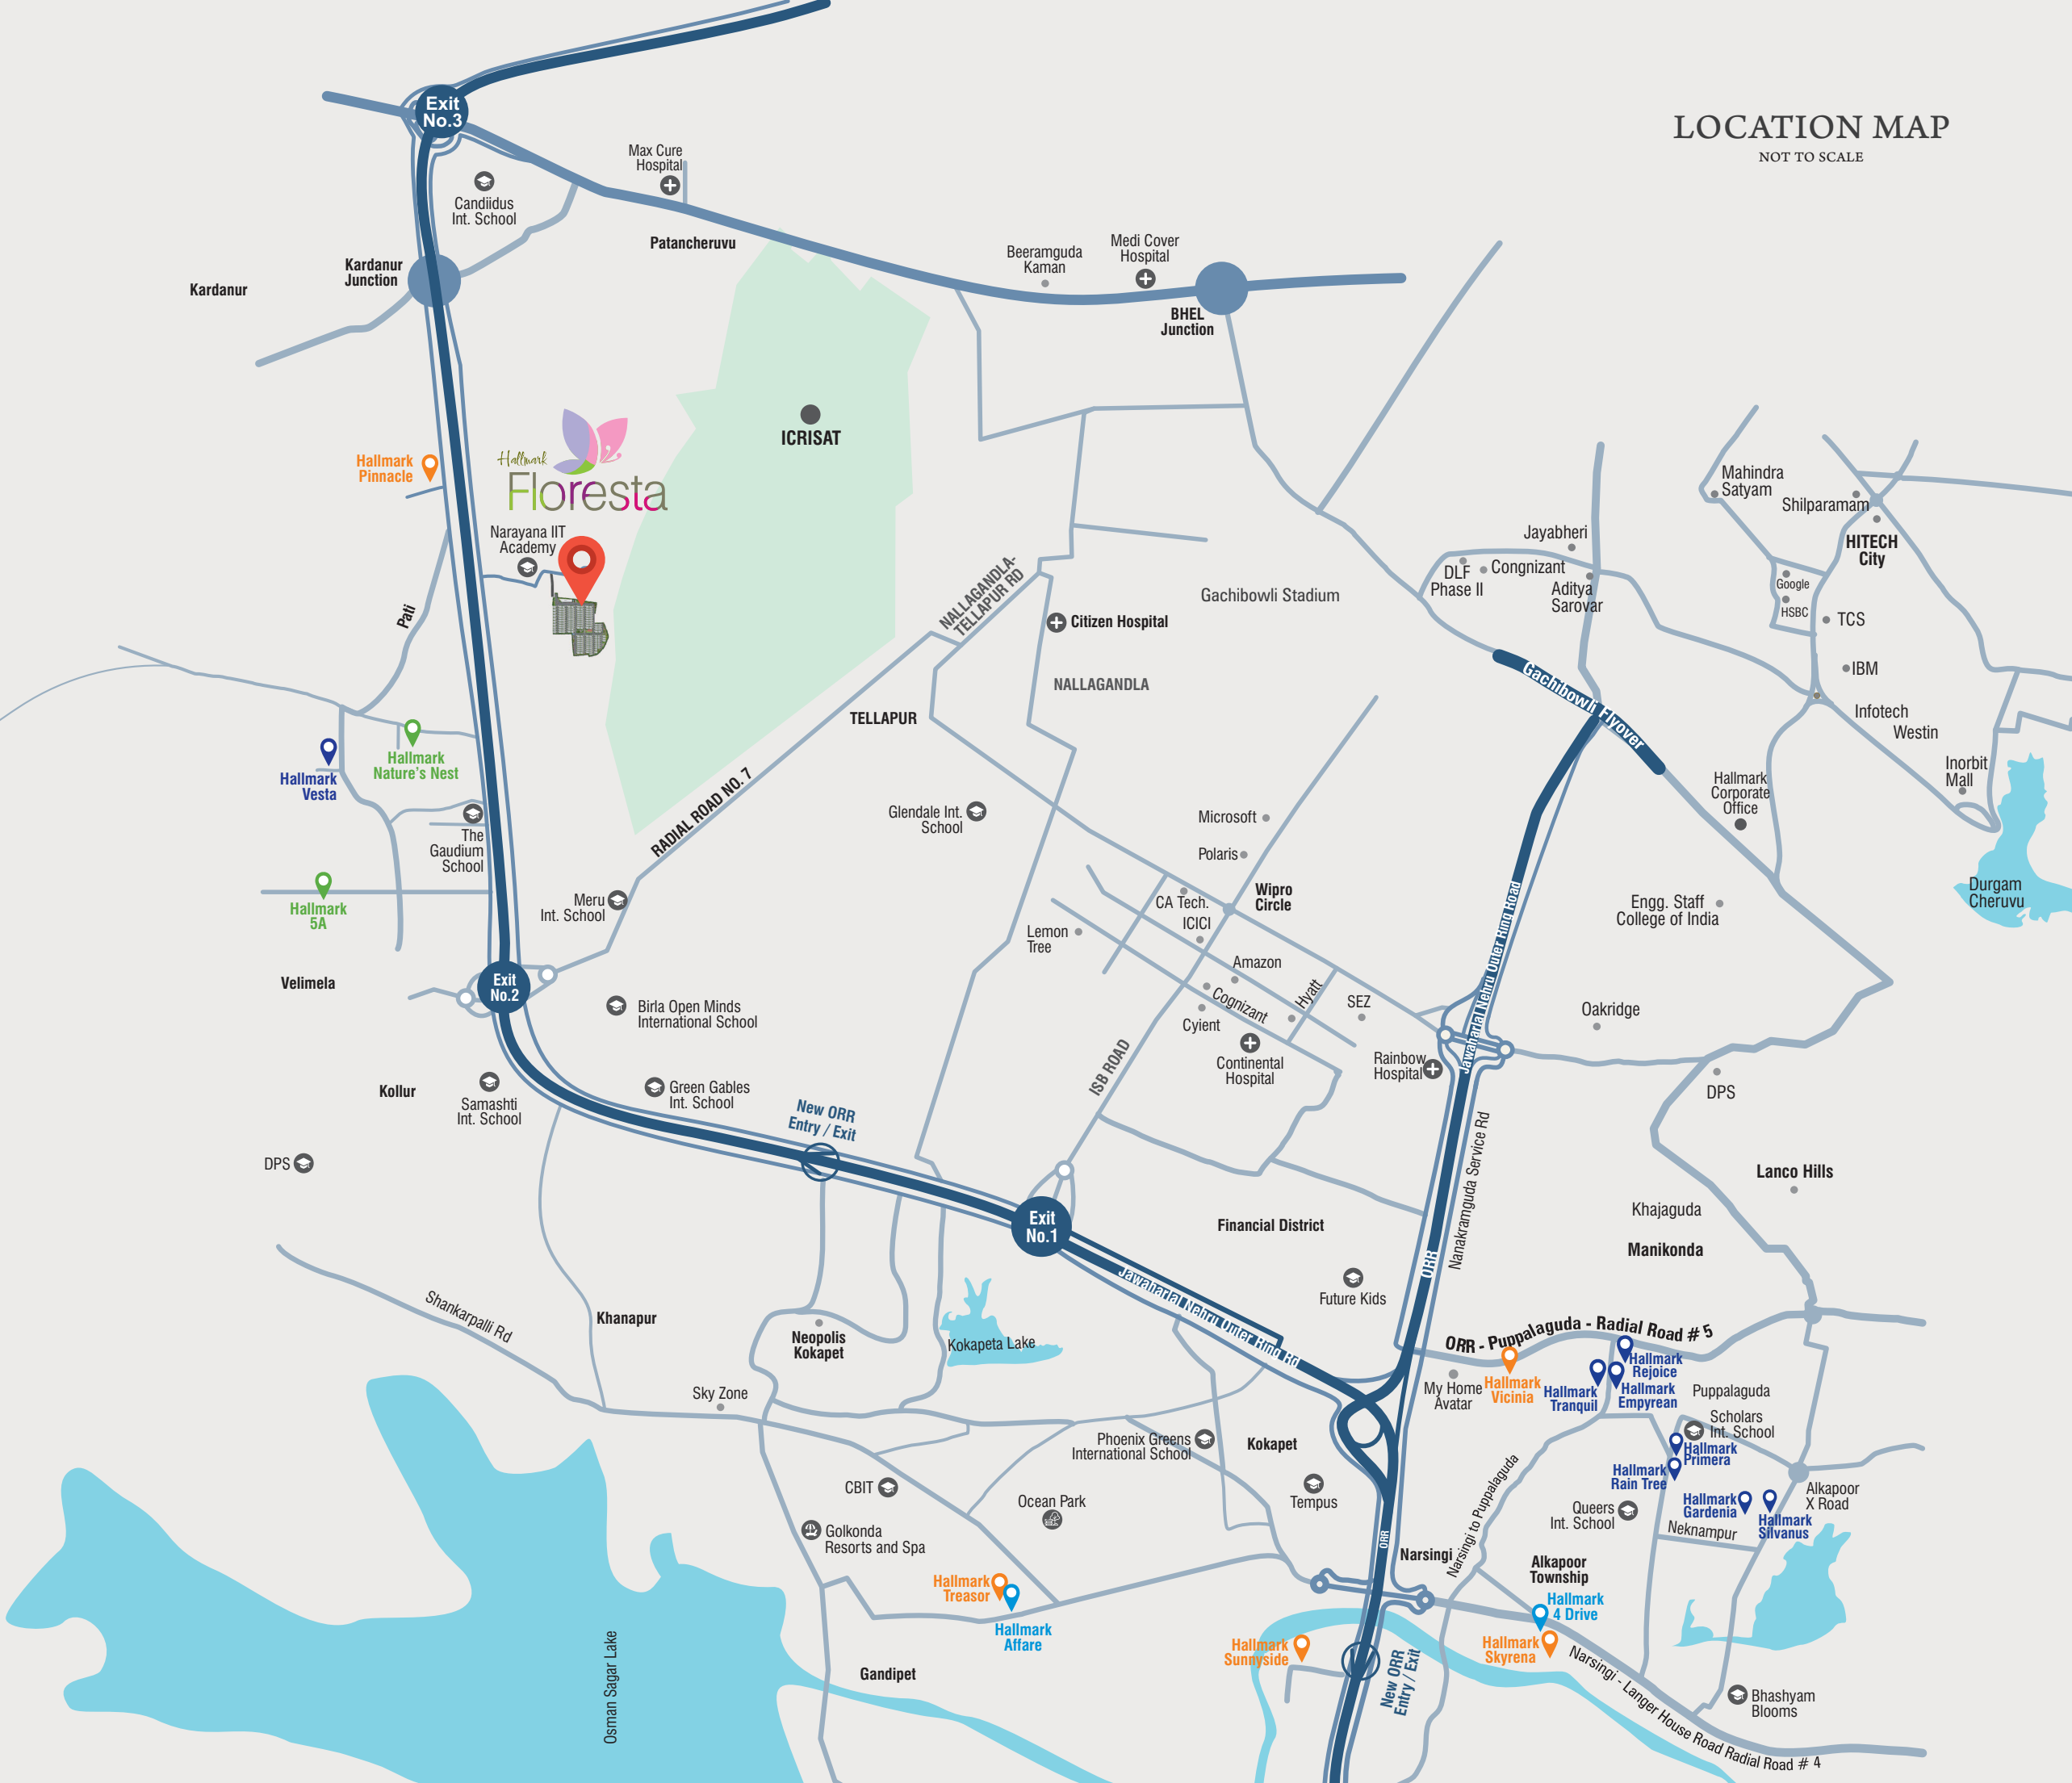 LOCATION MAP
NOT TO SCALE
Exit
No.3
Candiidus
Int. School
Max Cure
Hospital
Patancheruvu
Kardanur
Junction
Kardanur
Beeramguda
Kaman
Medi Cover
Hospital
BHEL
Junction
ICRISAT
Hallmark
Pinnacle
Hallmark
Floresta
Narayana IIT
Academy
Pati
NALLAGANDLA-
TELLAPUR RD
Citizen Hospital
NALLAGANDLA
TELLAPUR
Gachibowli Stadium
Jayabheri
DLF
Phase II
Congnizant
Aditya
Sarovar
Mahindra
Satyam
Shilparamam
HITECH
City
Google
HSBC
TCS
IBM
Infotech
Westin
Inorbit
Mall
Durgam
Cheruvu
Gachibowli Flyover
Hallmark
Corporate
Office
Engg. Staff
College of India
Oakridge
DPS
Hallmark
Vesta
Hallmark
Nature's Nest
The
Gaudium
School
Hallmark
5A
Velimela
RADIAL ROAD NO. 7
Meru
Int. School
Exit
No.2
Glendale Int.
School
Microsoft
Polaris
Wipro
Circle
CA Tech.
ICICI
Lemon
Tree
Amazon
Cognizant
Hyatt
Cyient
SEZ
Continental
Hospital
Rainbow
Hospital
ISB ROAD
Jawaharlal Nehru Outer Ring Road
Nanakramguda Service Rd
ORR
Birla Open Minds
International School
Kollur
Samashti
Int. School
Green Gables
Int. School
DPS
New ORR
Entry / Exit
Exit
No.1
Financial District
Future Kids
Lanco Hills
Khajaguda
Manikonda
Jawaharlal Nehru Outer Ring Rd
Shankarpalli Rd
Khanapur
Neopolis
Kokapet
Kokapeta Lake
Sky Zone
ORR - Puppalaguda - Radial Road # 5
My Home
Avatar
Hallmark
Vicinia
Hallmark
Tranquil
Hallmark
Rejoice
Hallmark
Empyrean
Puppalaguda
Scholars
Int. School
Hallmark
Primera
Hallmark
Rain Tree
Hallmark
Gardenia
Hallmark
Silvanus
Alkapoor
X Road
Neknampur
Queers
Int. School
Phoenix Greens
International School
Kokapet
Tempus
CBIT
Golkonda
Resorts and Spa
Ocean Park
Hallmark
Treasor
Hallmark
Affare
ORR
Narsingi
Narsingi to Puppalaguda
Alkapoor
Township
Hallmark
4 Drive
Hallmark
Skyrena
Hallmark
Sunnyside
New ORR
Entry / Exit
Narsingi - Langer House Road Radial Road # 4
Bhashyam
Blooms
Gandipet
Osman Sagar Lake